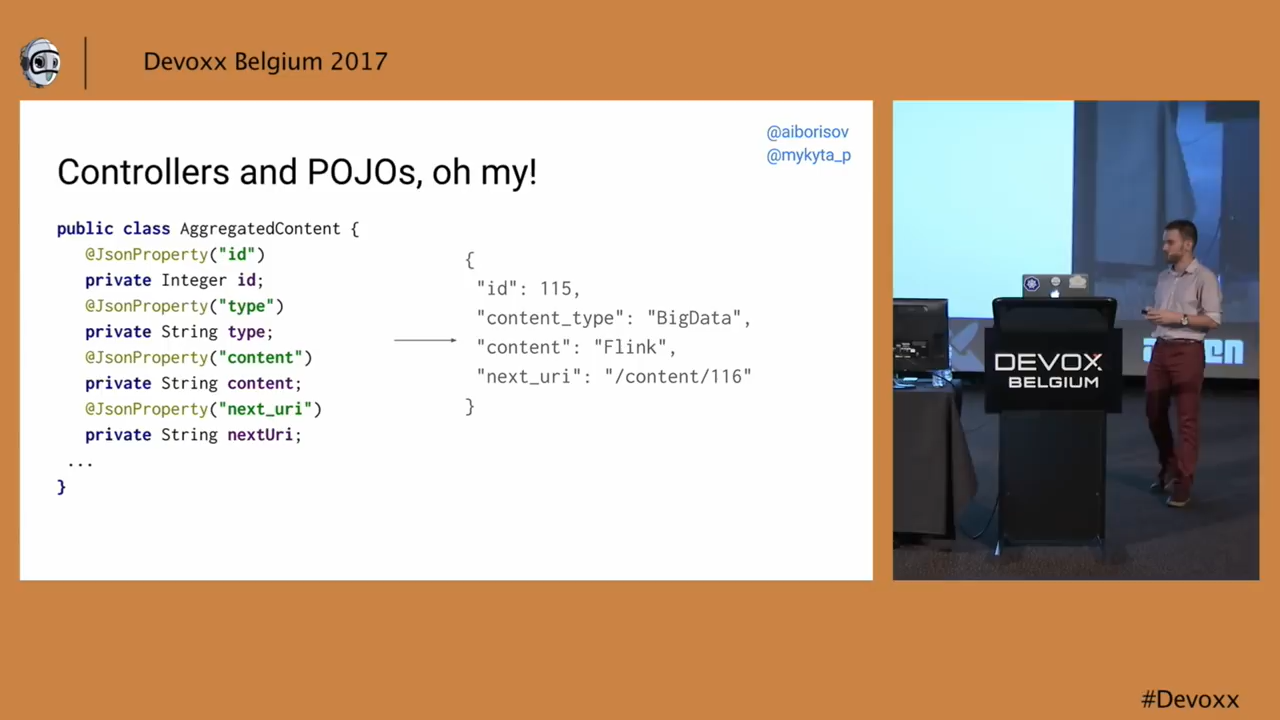 Devoxx Belgium 2017
@aiborisov
@mykyta_p
Controllers and POJOs, oh my!
public class AggregatedContent {
@JsonProperty("id")
private Integer id;
@JsonProperty("type")
private String type;
@JsonProperty("content")
private String content;
@JsonProperty("next_uri")
private String nextUri;
...
}
{
"id": 115,
"content_type": "BigData",
"content": "Flink",
"next_uri": "/content/116"
}
DEVOXX
BELGIUM
#Devoxx